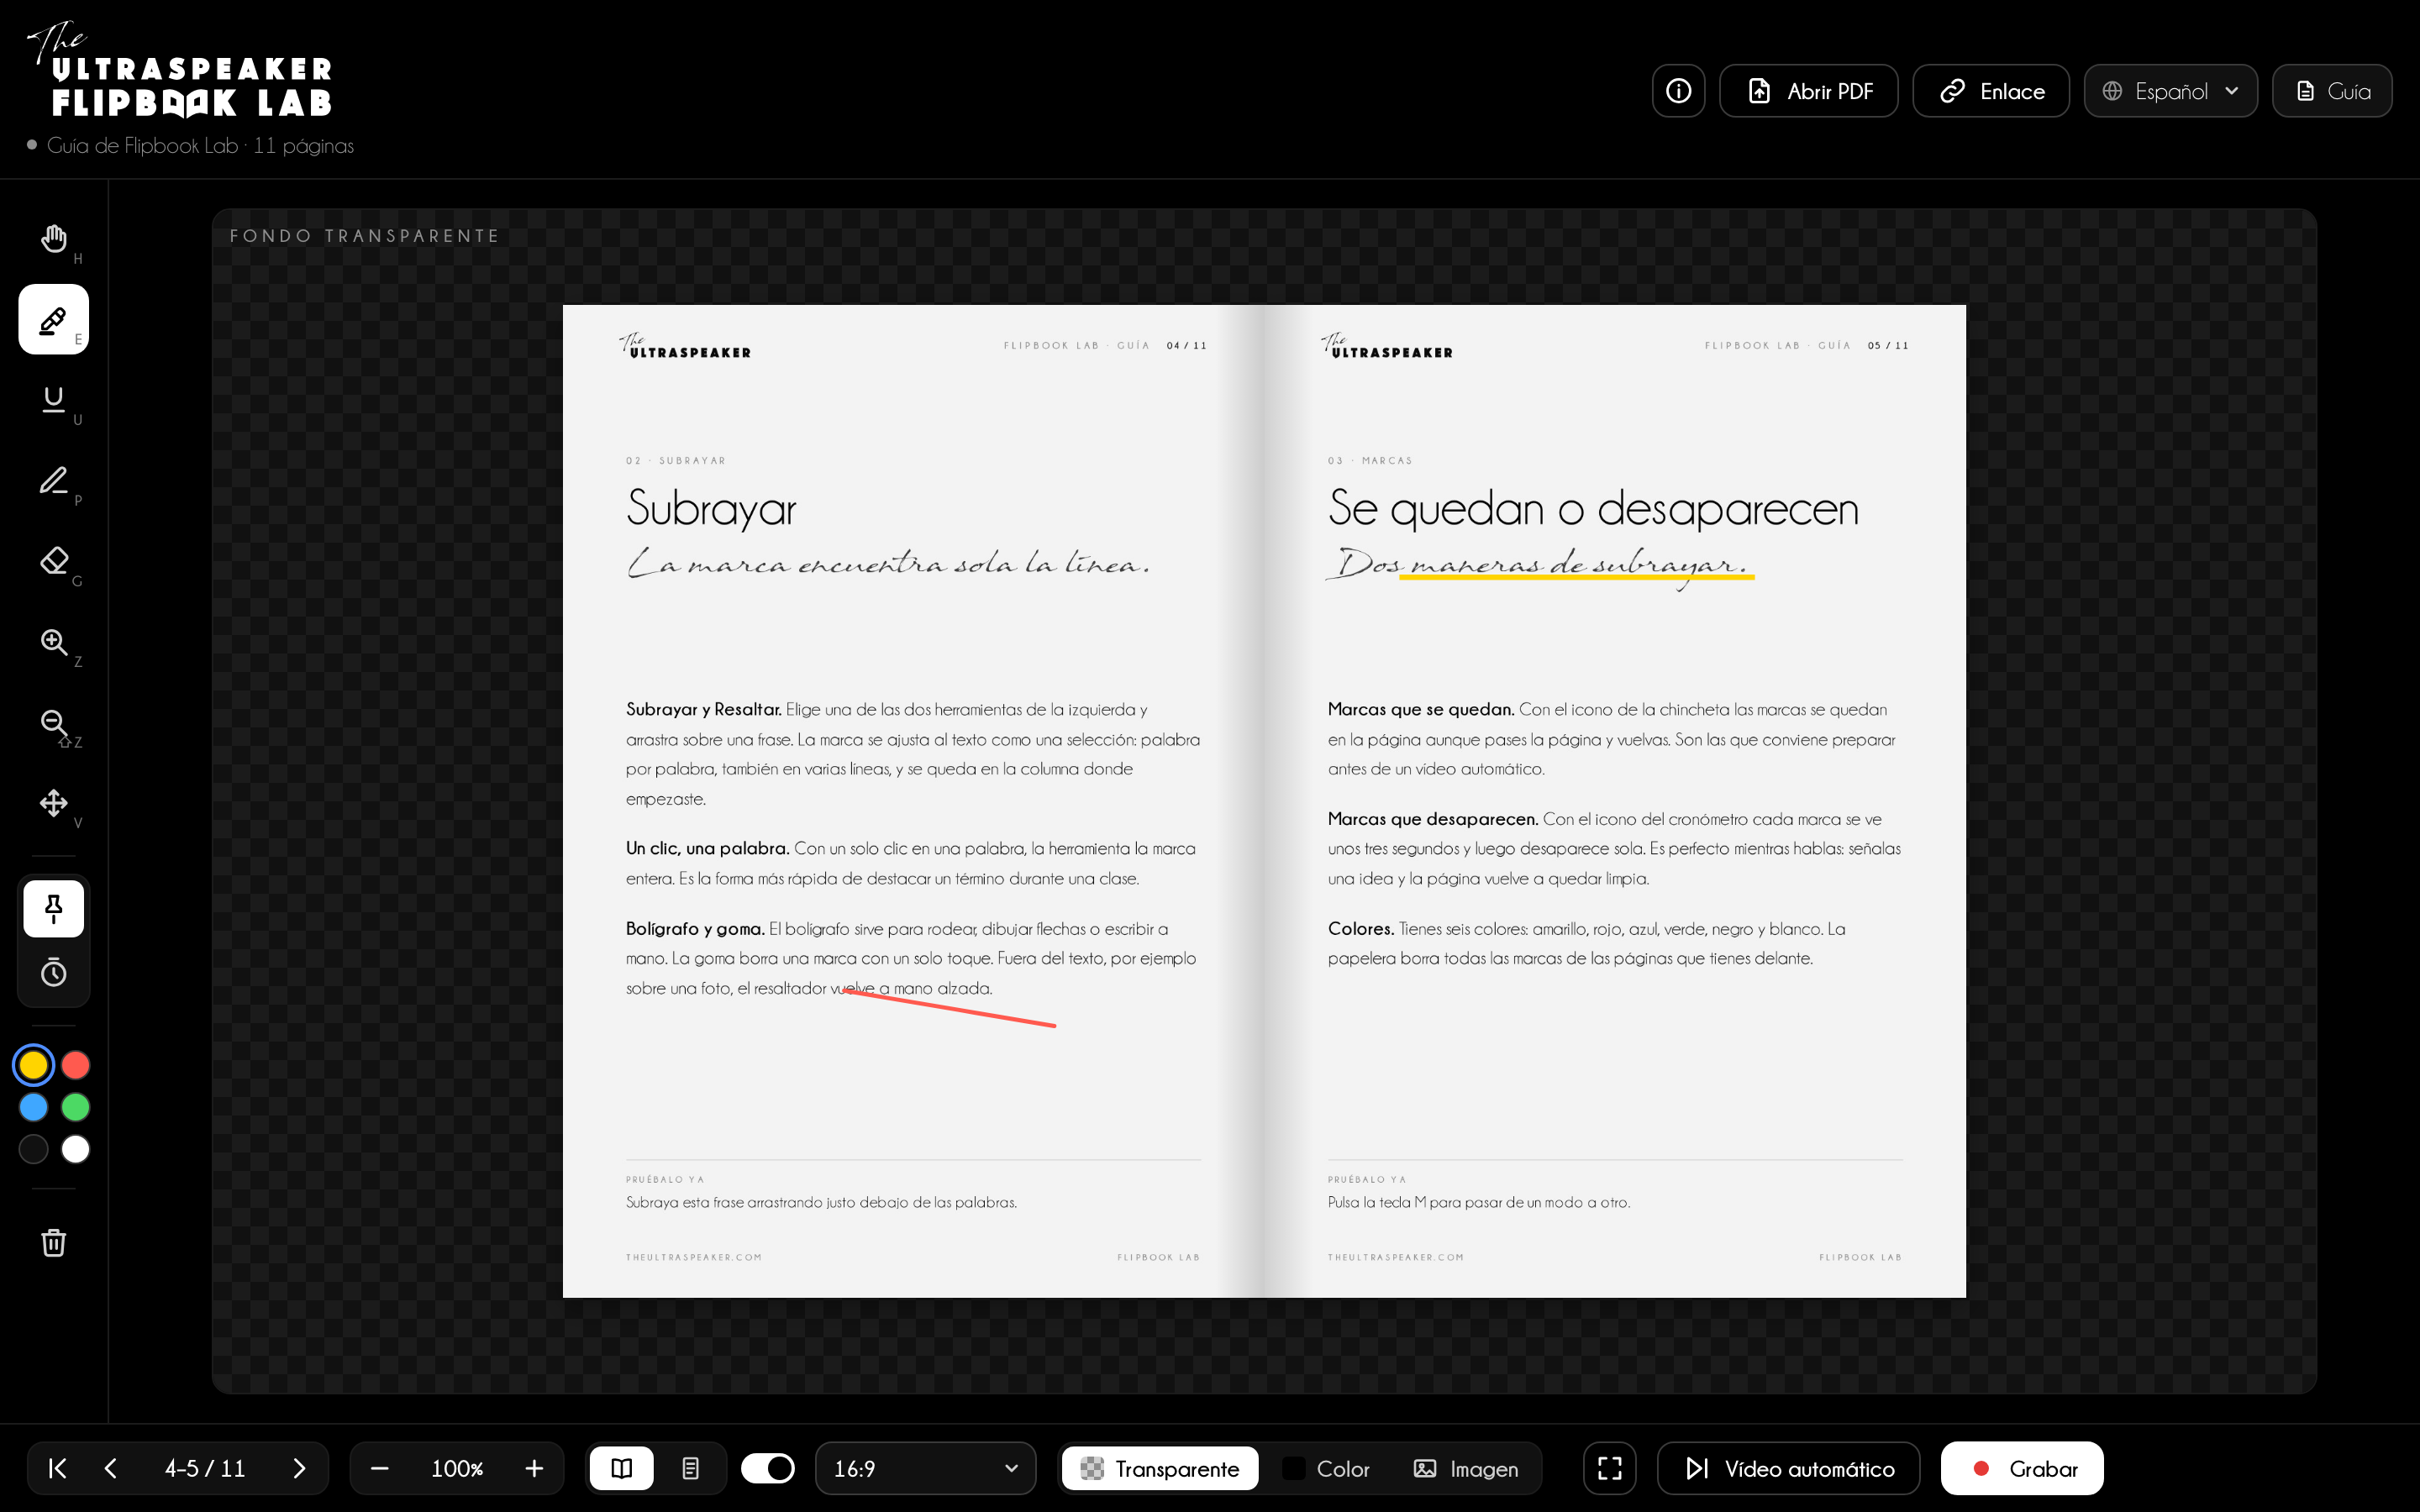 The
ULTRASPEAKER
FLIPBOOK LAB
Guía de Flipbook Lab · 11 páginas
Abrir PDF
Enlace
Español
Guía
H
E
U
P
G
Z
⇧Z
V
FONDO TRANSPARENTE
The
ULTRASPEAKER
FLIPBOOK LAB · GUÍA 04 / 11
02 · SUBRAYAR
Subrayar
La marca encuentra sola la línea.
Subrayar y Resaltar. Elige una de las dos herramientas de la izquierda y
arrastra sobre una frase. La marca se ajusta al texto como una selección: palabra
por palabra, también en varias líneas, y se queda en la columna donde
empezaste.
Un clic, una palabra. Con un solo clic en una palabra, la herramienta la marca
entera. Es la forma más rápida de destacar un término durante una clase.
Bolígrafo y goma. El bolígrafo sirve para rodear, dibujar flechas o escribir a
mano. La goma borra una marca con un solo toque. Fuera del texto, por ejemplo
sobre una foto, el resaltador vuelve a mano alzada.
PRUÉBALO YA
Subraya esta frase arrastrando justo debajo de las palabras.
THEULTRASPEAKER.COM
FLIPBOOK LAB
The
ULTRASPEAKER
FLIPBOOK LAB · GUÍA 05 / 11
03 · MARCAS
Se quedan o desaparecen
Dos maneras de subrayar.
Marcas que se quedan. Con el icono de la chincheta las marcas se quedan
en la página aunque pases la página y vuelvas. Son las que conviene preparar
antes de un vídeo automático.
Marcas que desaparecen. Con el icono del cronómetro cada marca se ve
unos tres segundos y luego desaparece sola. Es perfecto mientras hablas: señalas
una idea y la página vuelve a quedar limpia.
Colores. Tienes seis colores: amarillo, rojo, azul, verde, negro y blanco. La
papelera borra todas las marcas de las páginas que tienes delante.
PRUÉBALO YA
Pulsa la tecla M para pasar de un modo a otro.
THEULTRASPEAKER.COM
FLIPBOOK LAB
4–5 / 11
100%
16:9
Transparente
Color
Imagen
Vídeo automático
Grabar